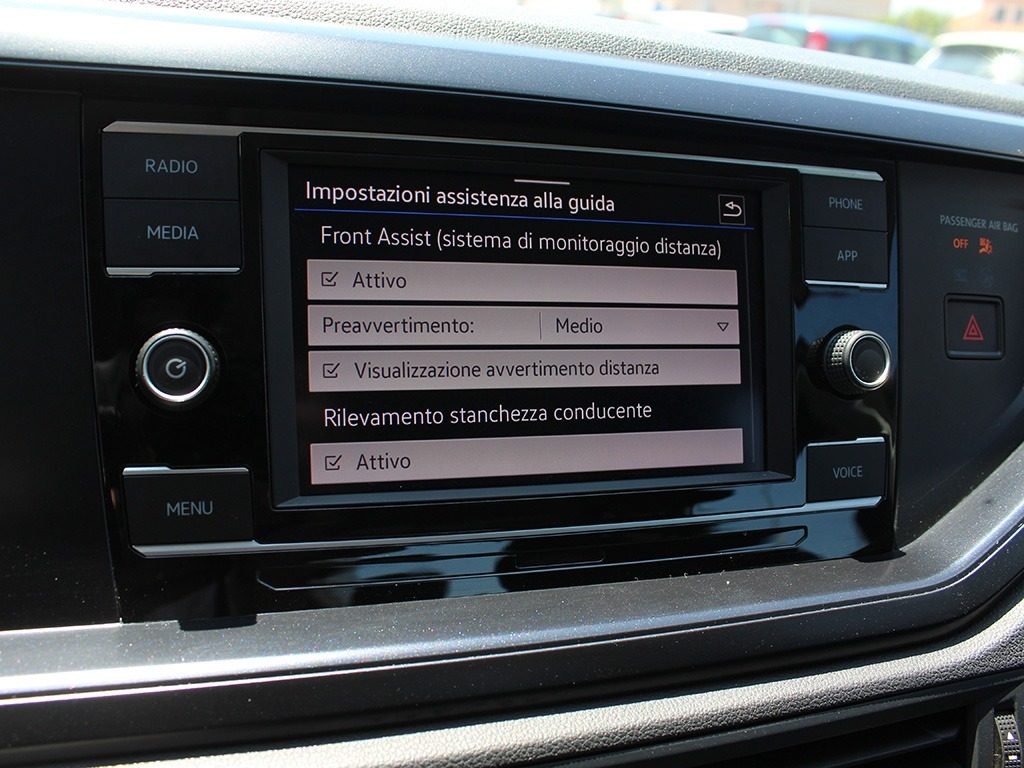 RADIO
MEDIA
MENU
Impostazioni assistenza alla guida
Front Assist (sistema di monitoraggio distanza)
Attivo
Preavvertimento: Medio
Visualizzazione avvertimento distanza
Rilevamento stanchezza conducente
Attivo
PHONE
APP
VOICE
PASSENGER AIR BAG
OFF